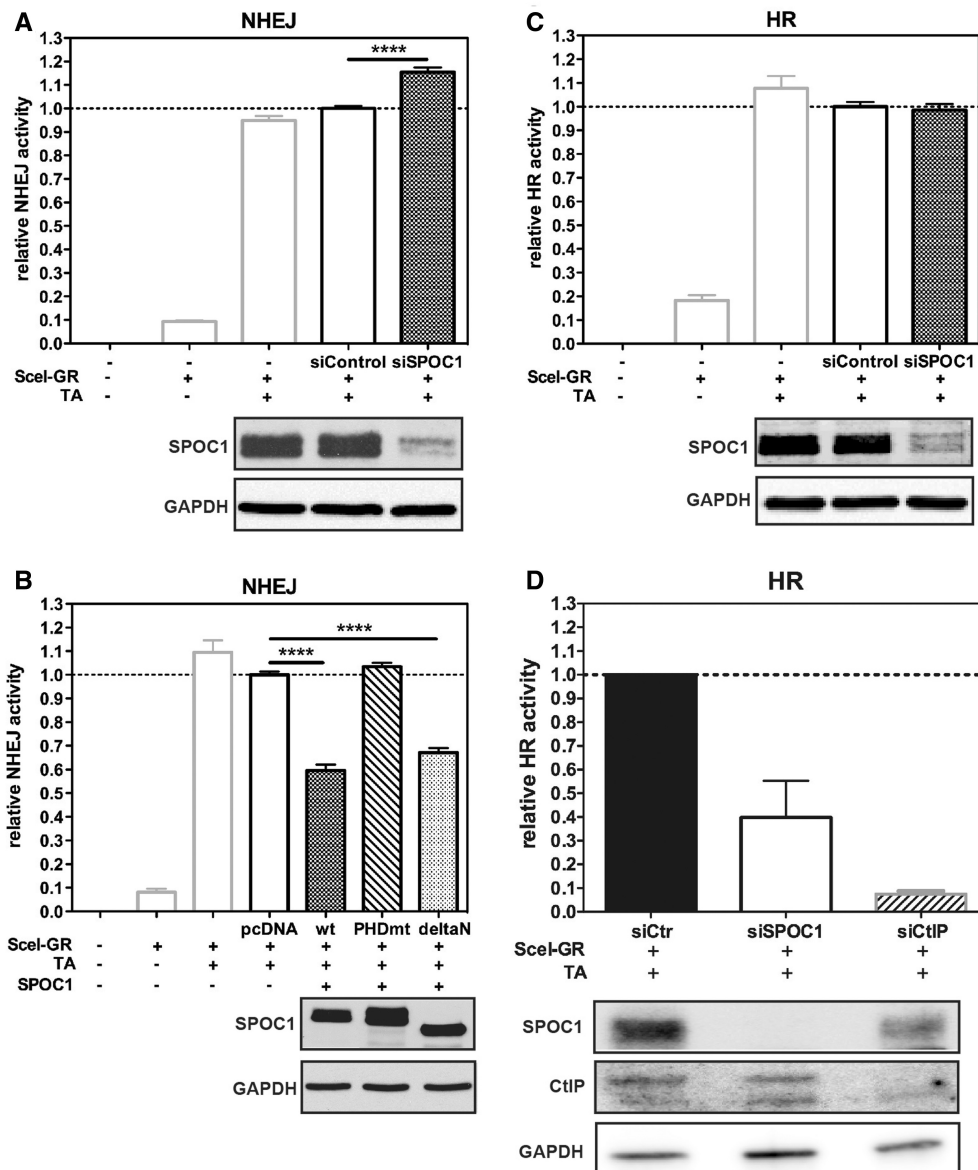 A
NHEJ
relative NHEJ activity
1.3
1.2
1.1
1.0
0.9
0.8
0.7
0.6
0.5
0.4
0.3
0.2
0.1
0.0
****
- - - siControl siSPOC1
SceI-GR - + + + +
TA - - + + +
SPOC1
GAPDH
C
HR
relative HR activity
1.3
1.2
1.1
1.0
0.9
0.8
0.7
0.6
0.5
0.4
0.3
0.2
0.1
0.0
- - - siControl siSPOC1
SceI-GR - + + + +
TA - - + + +
SPOC1
GAPDH
B
NHEJ
relative NHEJ activity
1.3
1.2
1.1
1.0
0.9
0.8
0.7
0.6
0.5
0.4
0.3
0.2
0.1
0.0
****
****
pcDNA wt PHDmt deltaN
SceI-GR - + + + + + +
TA - - + + + + +
SPOC1 - - - - + + +
SPOC1
GAPDH
D
HR
relative HR activity
1.3
1.2
1.1
1.0
0.9
0.8
0.7
0.6
0.5
0.4
0.3
0.2
0.1
0.0
siCtr siSPOC1 siCtIP
SceI-GR + + +
TA + + +
SPOC1
CtIP
GAPDH